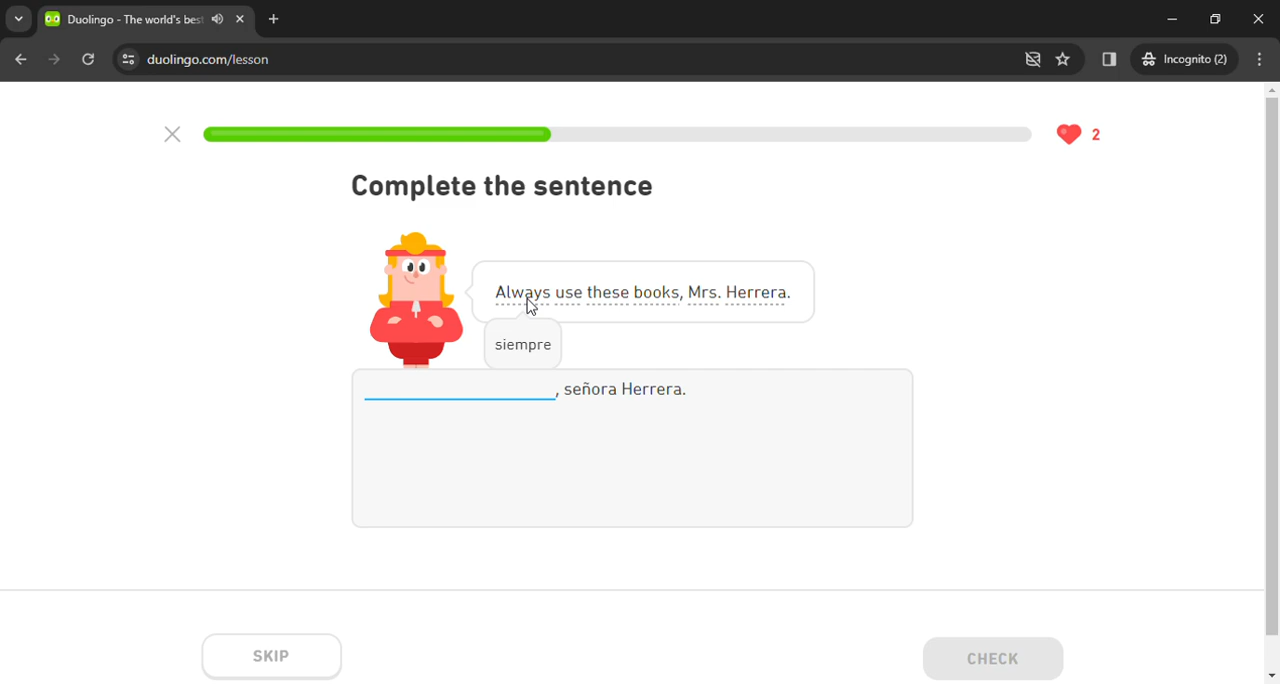 Duolingo - The world's bes
duolingo.com/lesson
Incognito (2)
2
Complete the sentence
Always use these books, Mrs. Herrera.
siempre
, señora Herrera.
SKIP
CHECK